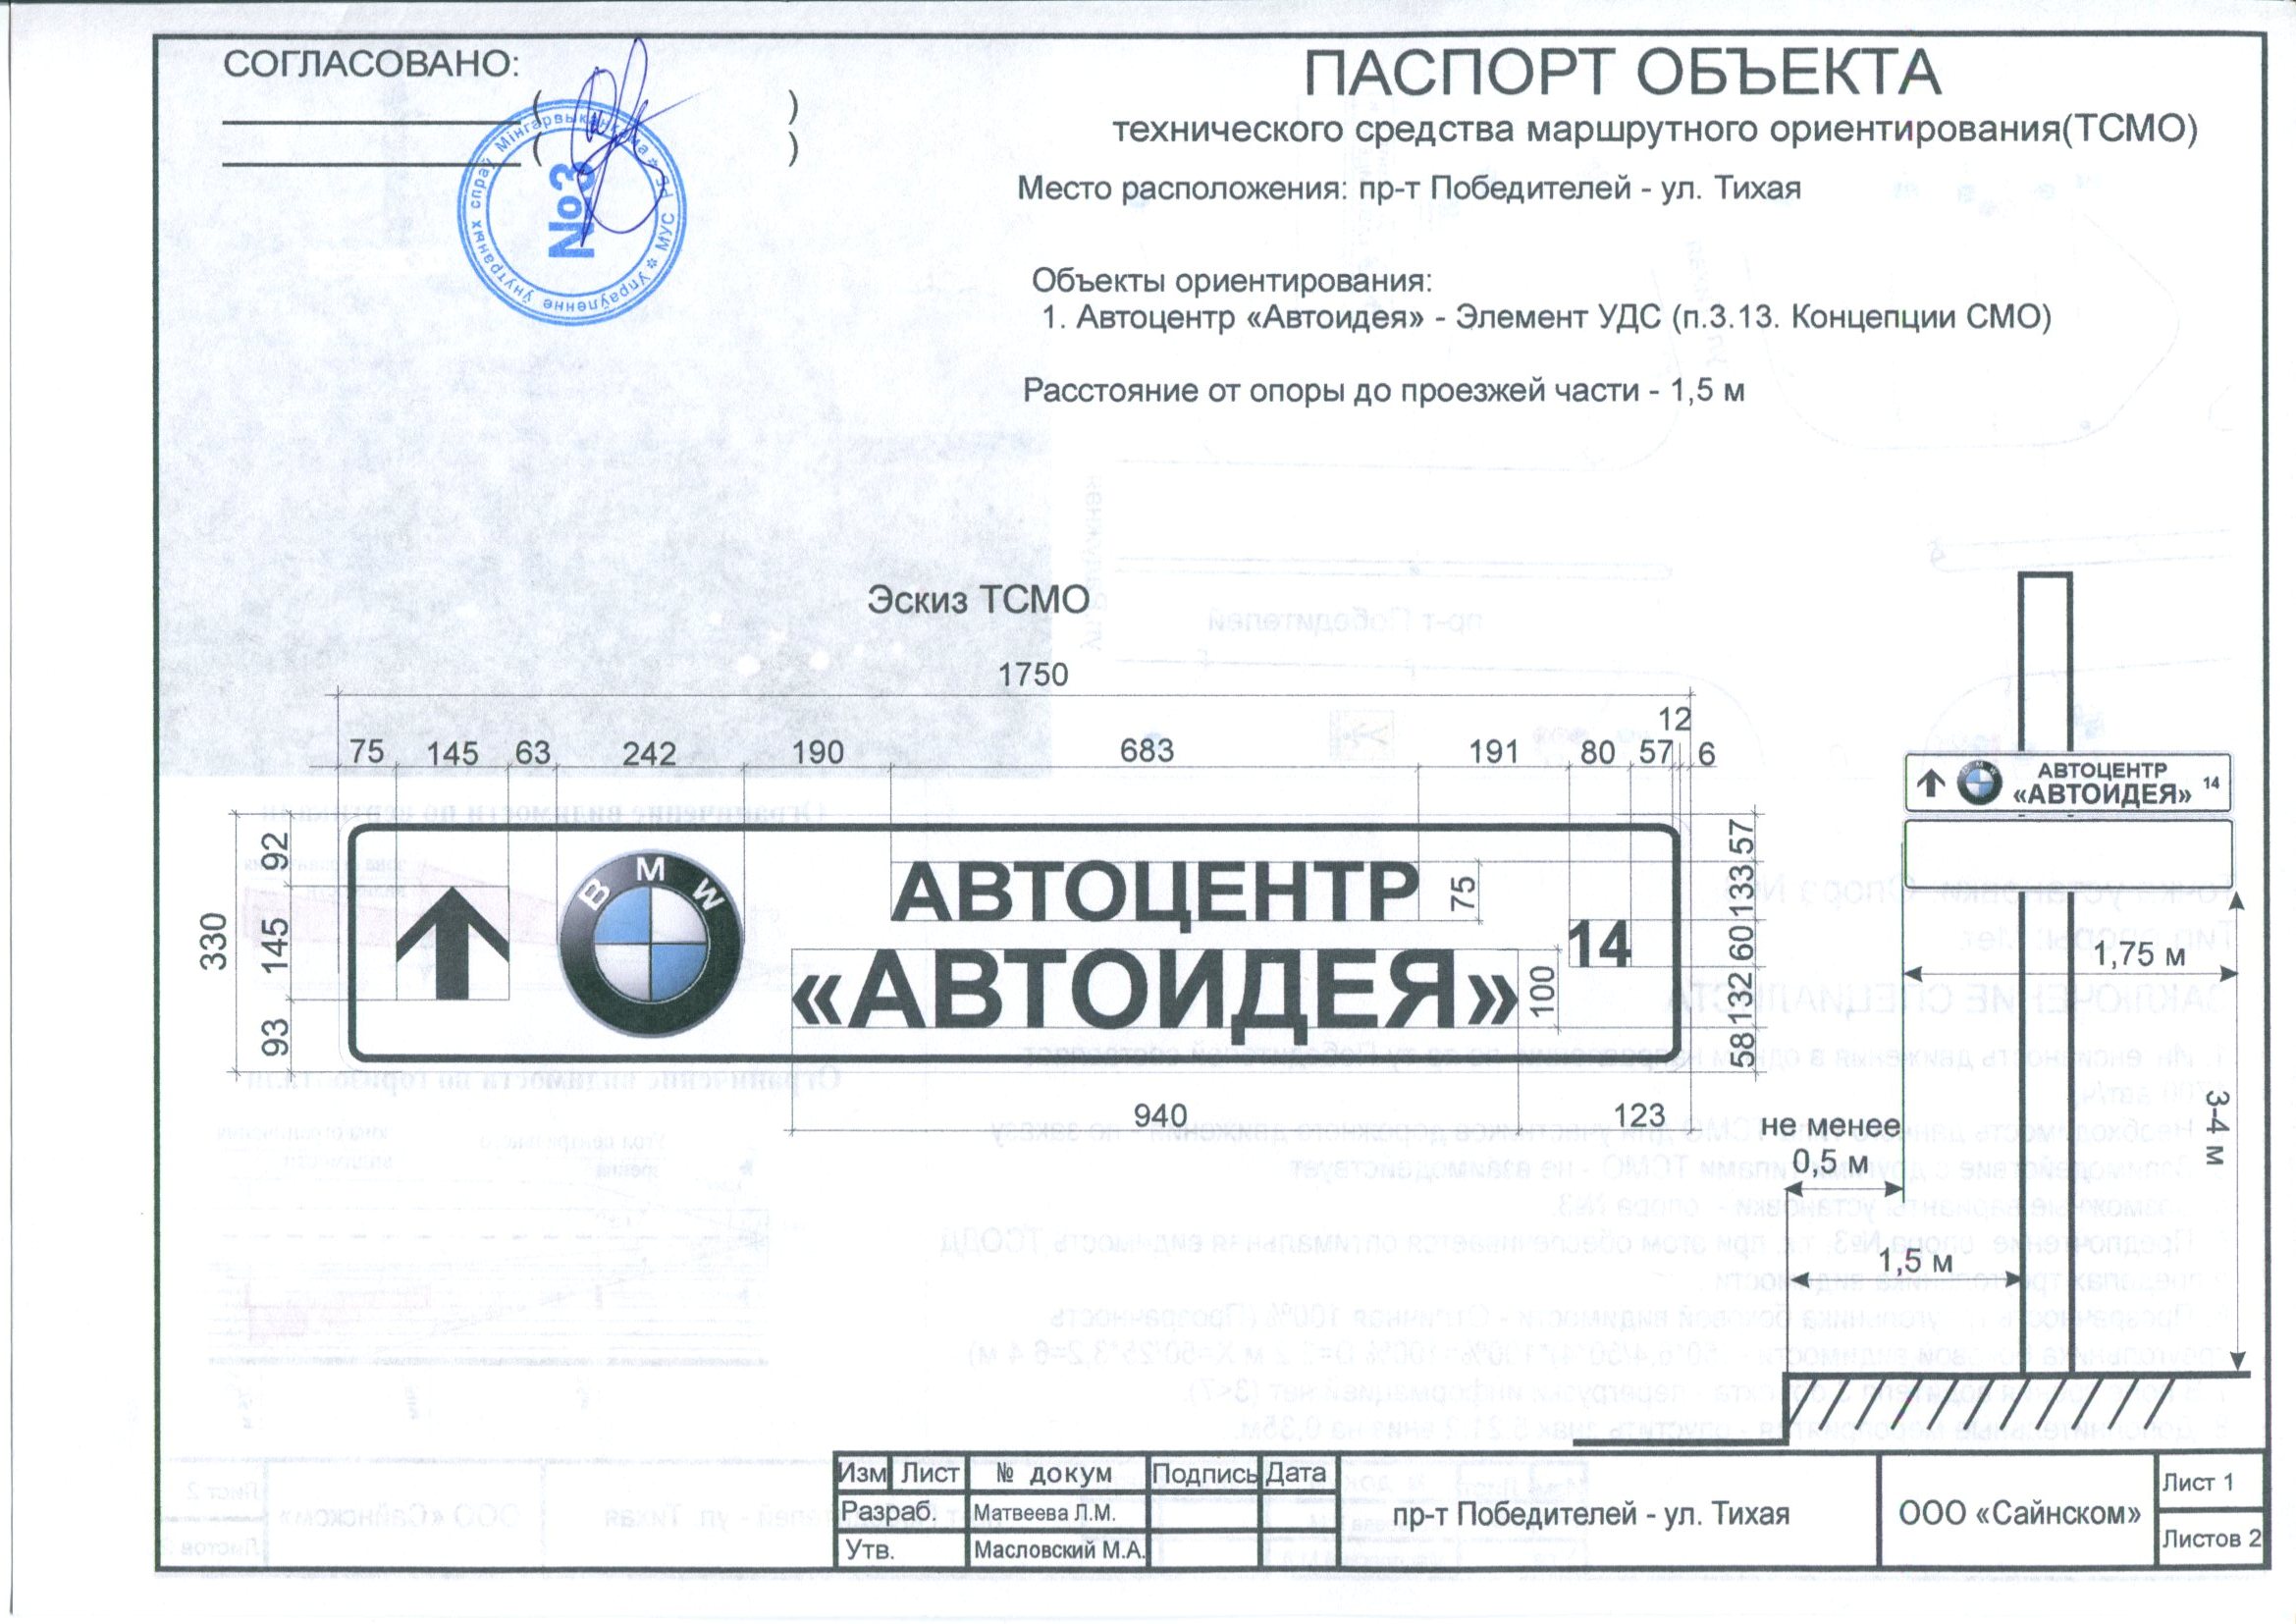 СОГЛАСОВАНО:
( )
( )
Упраўленне ўнутраных спраў Мінгарвыканкома * МУС РБ *
№3
ПАСПОРТ ОБЪЕКТА
технического средства маршрутного ориентирования(ТСМО)
Место расположения: пр-т Победителей - ул. Тихая
Объекты ориентирования:
1. Автоцентр «Автоидея» - Элемент УДС (п.3.13. Концепции СМО)
Расстояние от опоры до проезжей части - 1,5 м
Эскиз ТСМО
1750
12
75 145 63 242 190 683 191 80 57 6
330
92
145
93
B M W
АВТОЦЕНТР
«АВТОИДЕЯ»
14
75
100
57
133
60
132
58
940
123
B M W
АВТОЦЕНТР
«АВТОИДЕЯ» 14
1,75 м
3-4 м
не менее
0,5 м
1,5 м
Изм Лист № докум Подпись Дата
Разраб. Матвеева Л.М.
Утв. Масловский М.А.
пр-т Победителей - ул. Тихая
ООО «Сайнском»
Лист 1
Листов 2